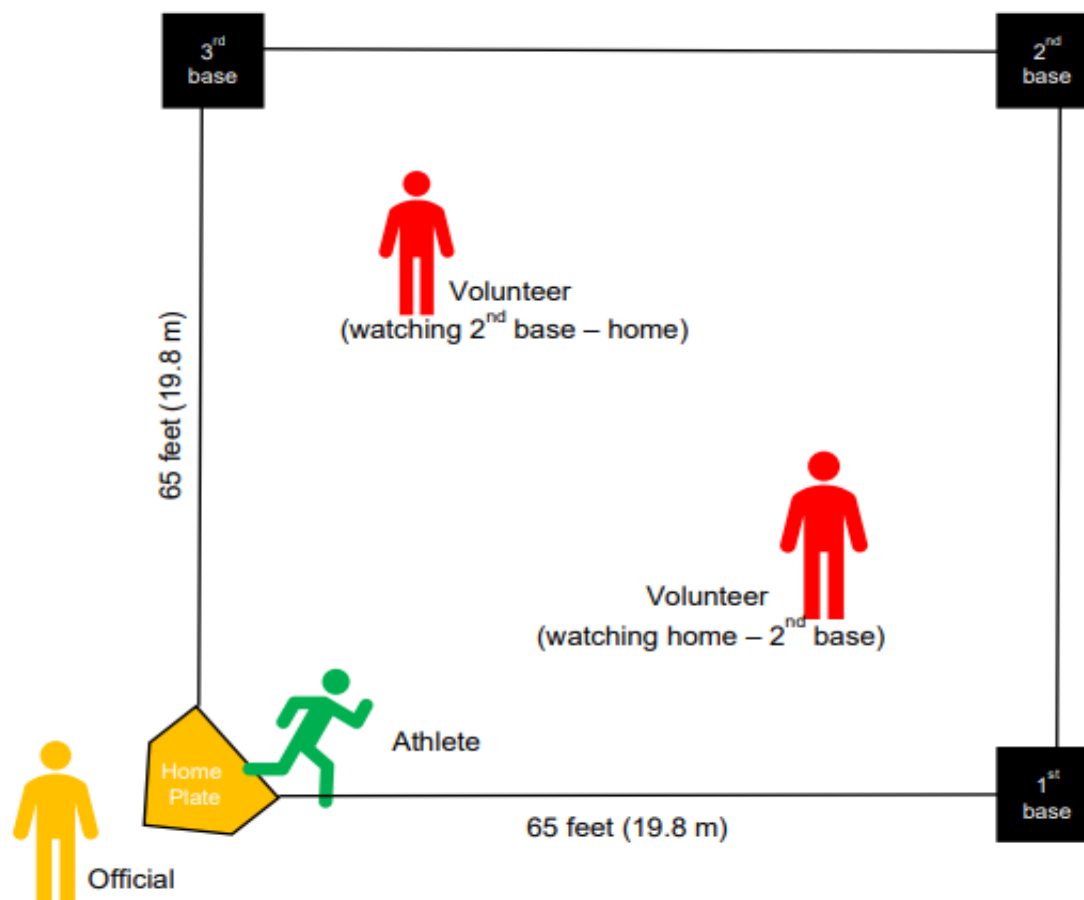 3rd
base
2nd
base
Volunteer
(watching 2nd base – home)
65 feet (19.8 m)
Volunteer
(watching home – 2nd base)
Athlete
Home
Plate
1st
base
65 feet (19.8 m)
Official